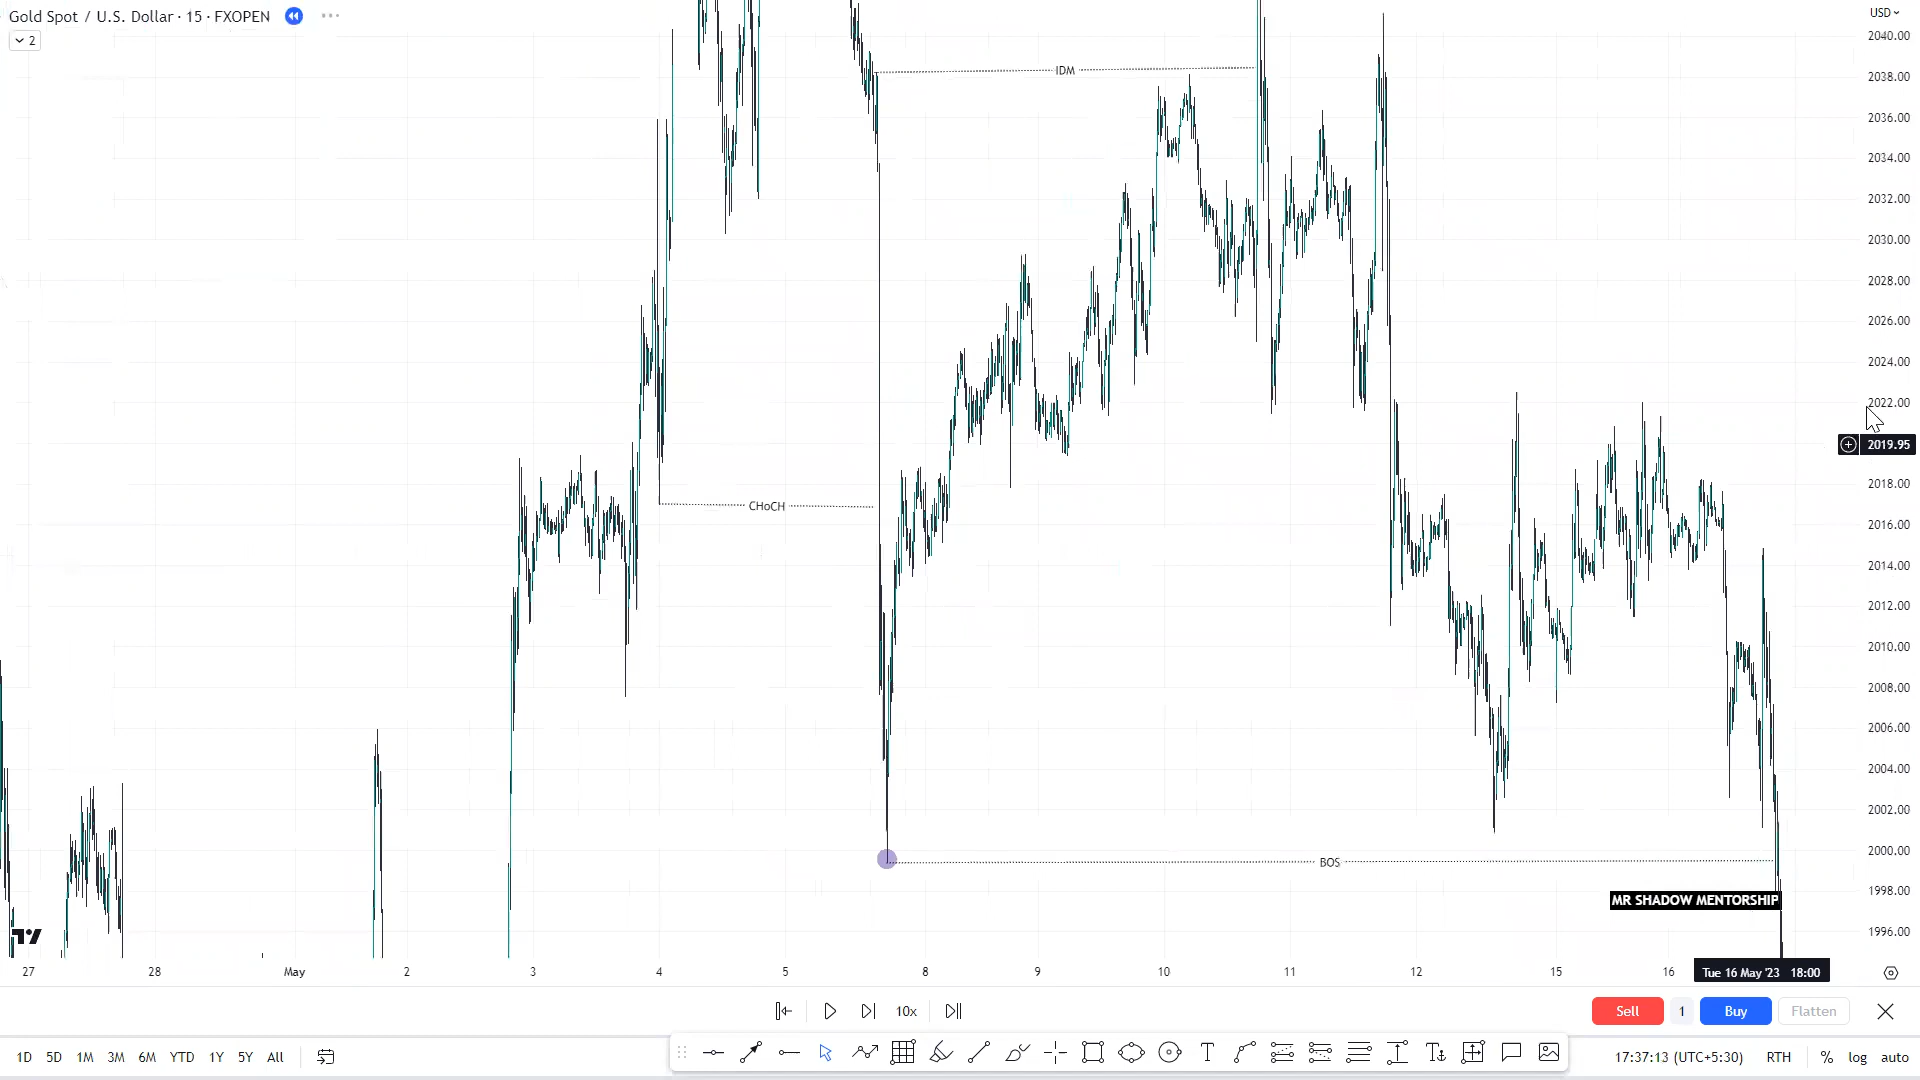 Gold Spot / U.S. Dollar · 15 · FXOPEN
2
USD
2040.00
2038.00
2036.00
2034.00
2032.00
2030.00
2028.00
2026.00
2024.00
2022.00
2019.95
2018.00
2016.00
2014.00
2012.00
2010.00
2008.00
2006.00
2004.00
2002.00
2000.00
1998.00
1996.00
IDM
CHoCH
BOS
MR SHADOW MENTORSHIP
27 28 May 2 3 4 5 8 9 10 11 12 15 16 Tue 16 May '23 18:00
10x
Sell 1 Buy Flatten
1D 5D 1M 3M 6M YTD 1Y 5Y All
17:37:13 (UTC+5:30) RTH % log auto